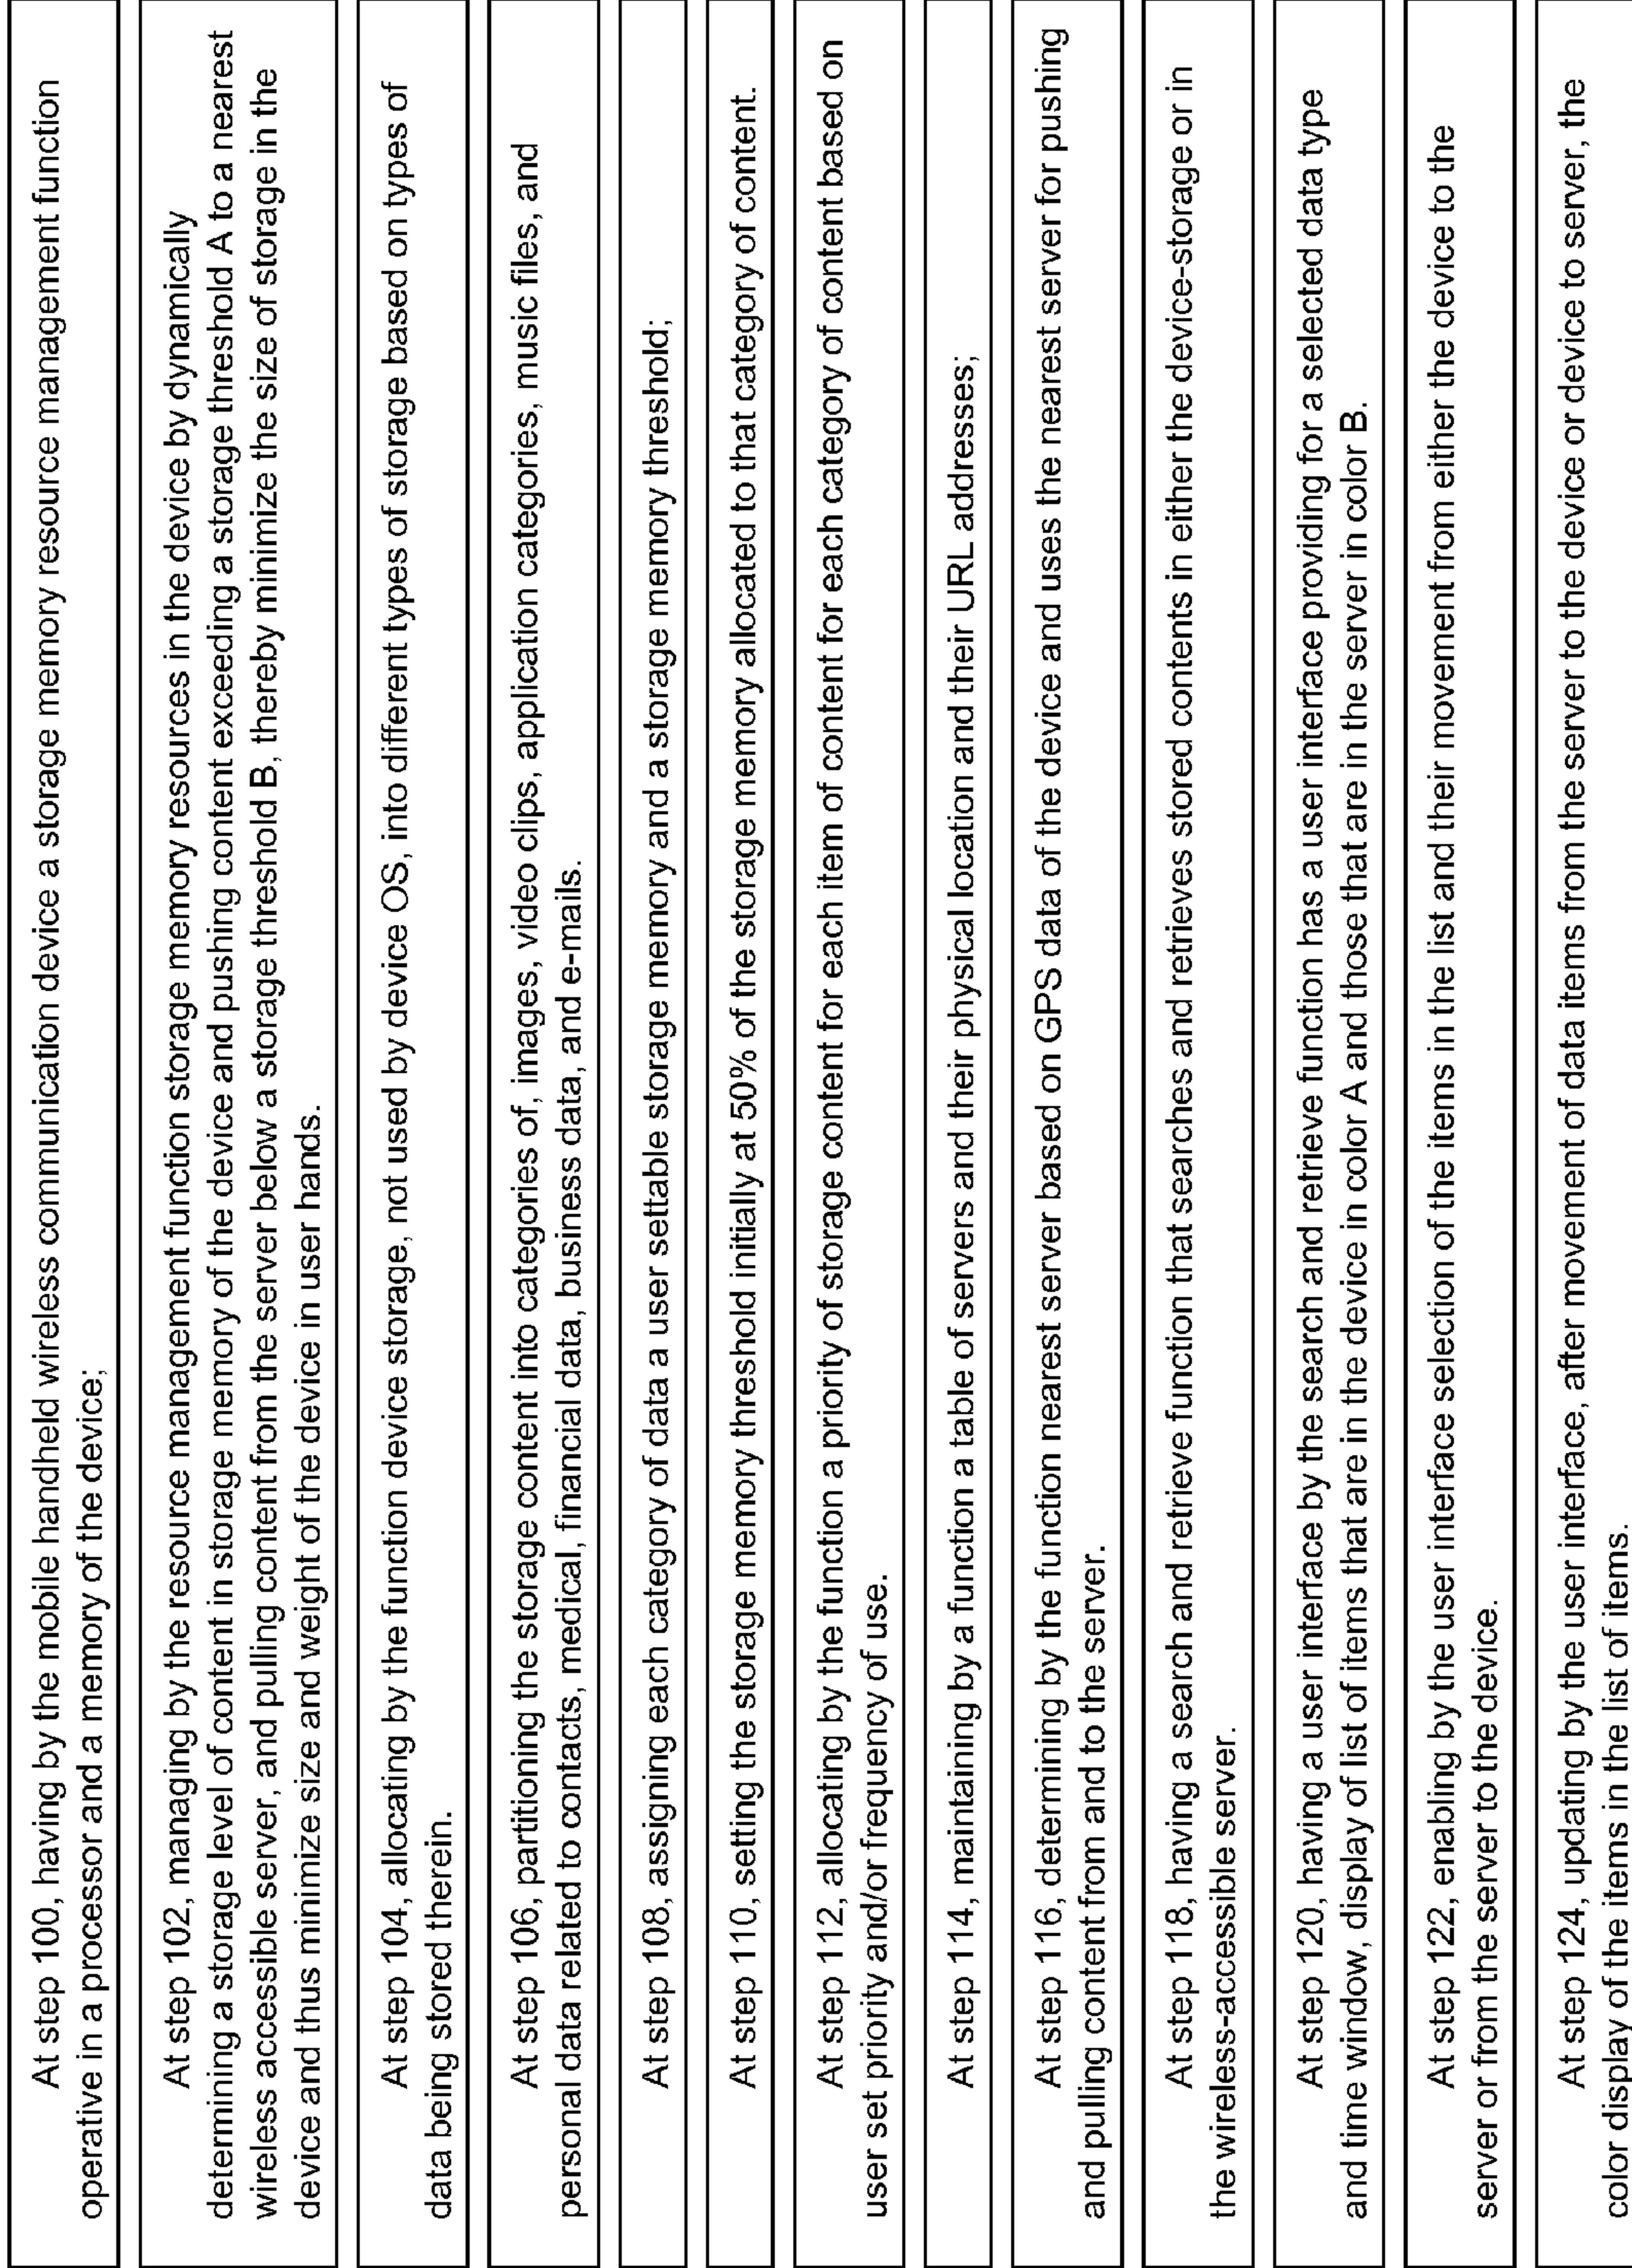 At step 100, having by the mobile handheld wireless communication device a storage memory resource management function
operative in a processor and a memory of the device;
At step 102, managing by the resource management function storage memory resources in the device by dynamically
determining a storage level of content in storage memory of the device and pushing content exceeding a storage threshold A to a nearest
wireless accessible server, and pulling content from the server below a storage threshold B, thereby minimize the size of storage in the
device and thus minimize size and weight of the device in user hands.
At step 104, allocating by the function device storage, not used by device OS, into different types of storage based on types of
data being stored therein.
At step 106, partitioning the storage content into categories of, images, video clips, application categories, music files, and
personal data related to contacts, medical, financial data, business data, and e-mails.
At step 108, assigning each category of data a user settable storage memory and a storage memory threshold;
At step 110, setting the storage memory threshold initially at 50% of the storage memory allocated to that category of content.
At step 112, allocating by the function a priority of storage content for each item of content for each category of content based on
user set priority and/or frequency of use.
At step 114, maintaining by a function a table of servers and their physical location and their URL addresses;
At step 116, determining by the function nearest server based on GPS data of the device and uses the nearest server for pushing
and pulling content from and to the server.
At step 118, having a search and retrieve function that searches and retrieves stored contents in either the device-storage or in
the wireless-accessible server.
At step 120, having a user interface by the search and retrieve function has a user interface providing for a selected data type
and time window, display of list of items that are in the device in color A and those that are in the server in color B.
At step 122, enabling by the user interface selection of the items in the list and their movement from either the device to the
server or from the server to the device.
At step 124, updating by the user interface, after movement of data items from the server to the device or device to server, the
color display of the items in the list of items.